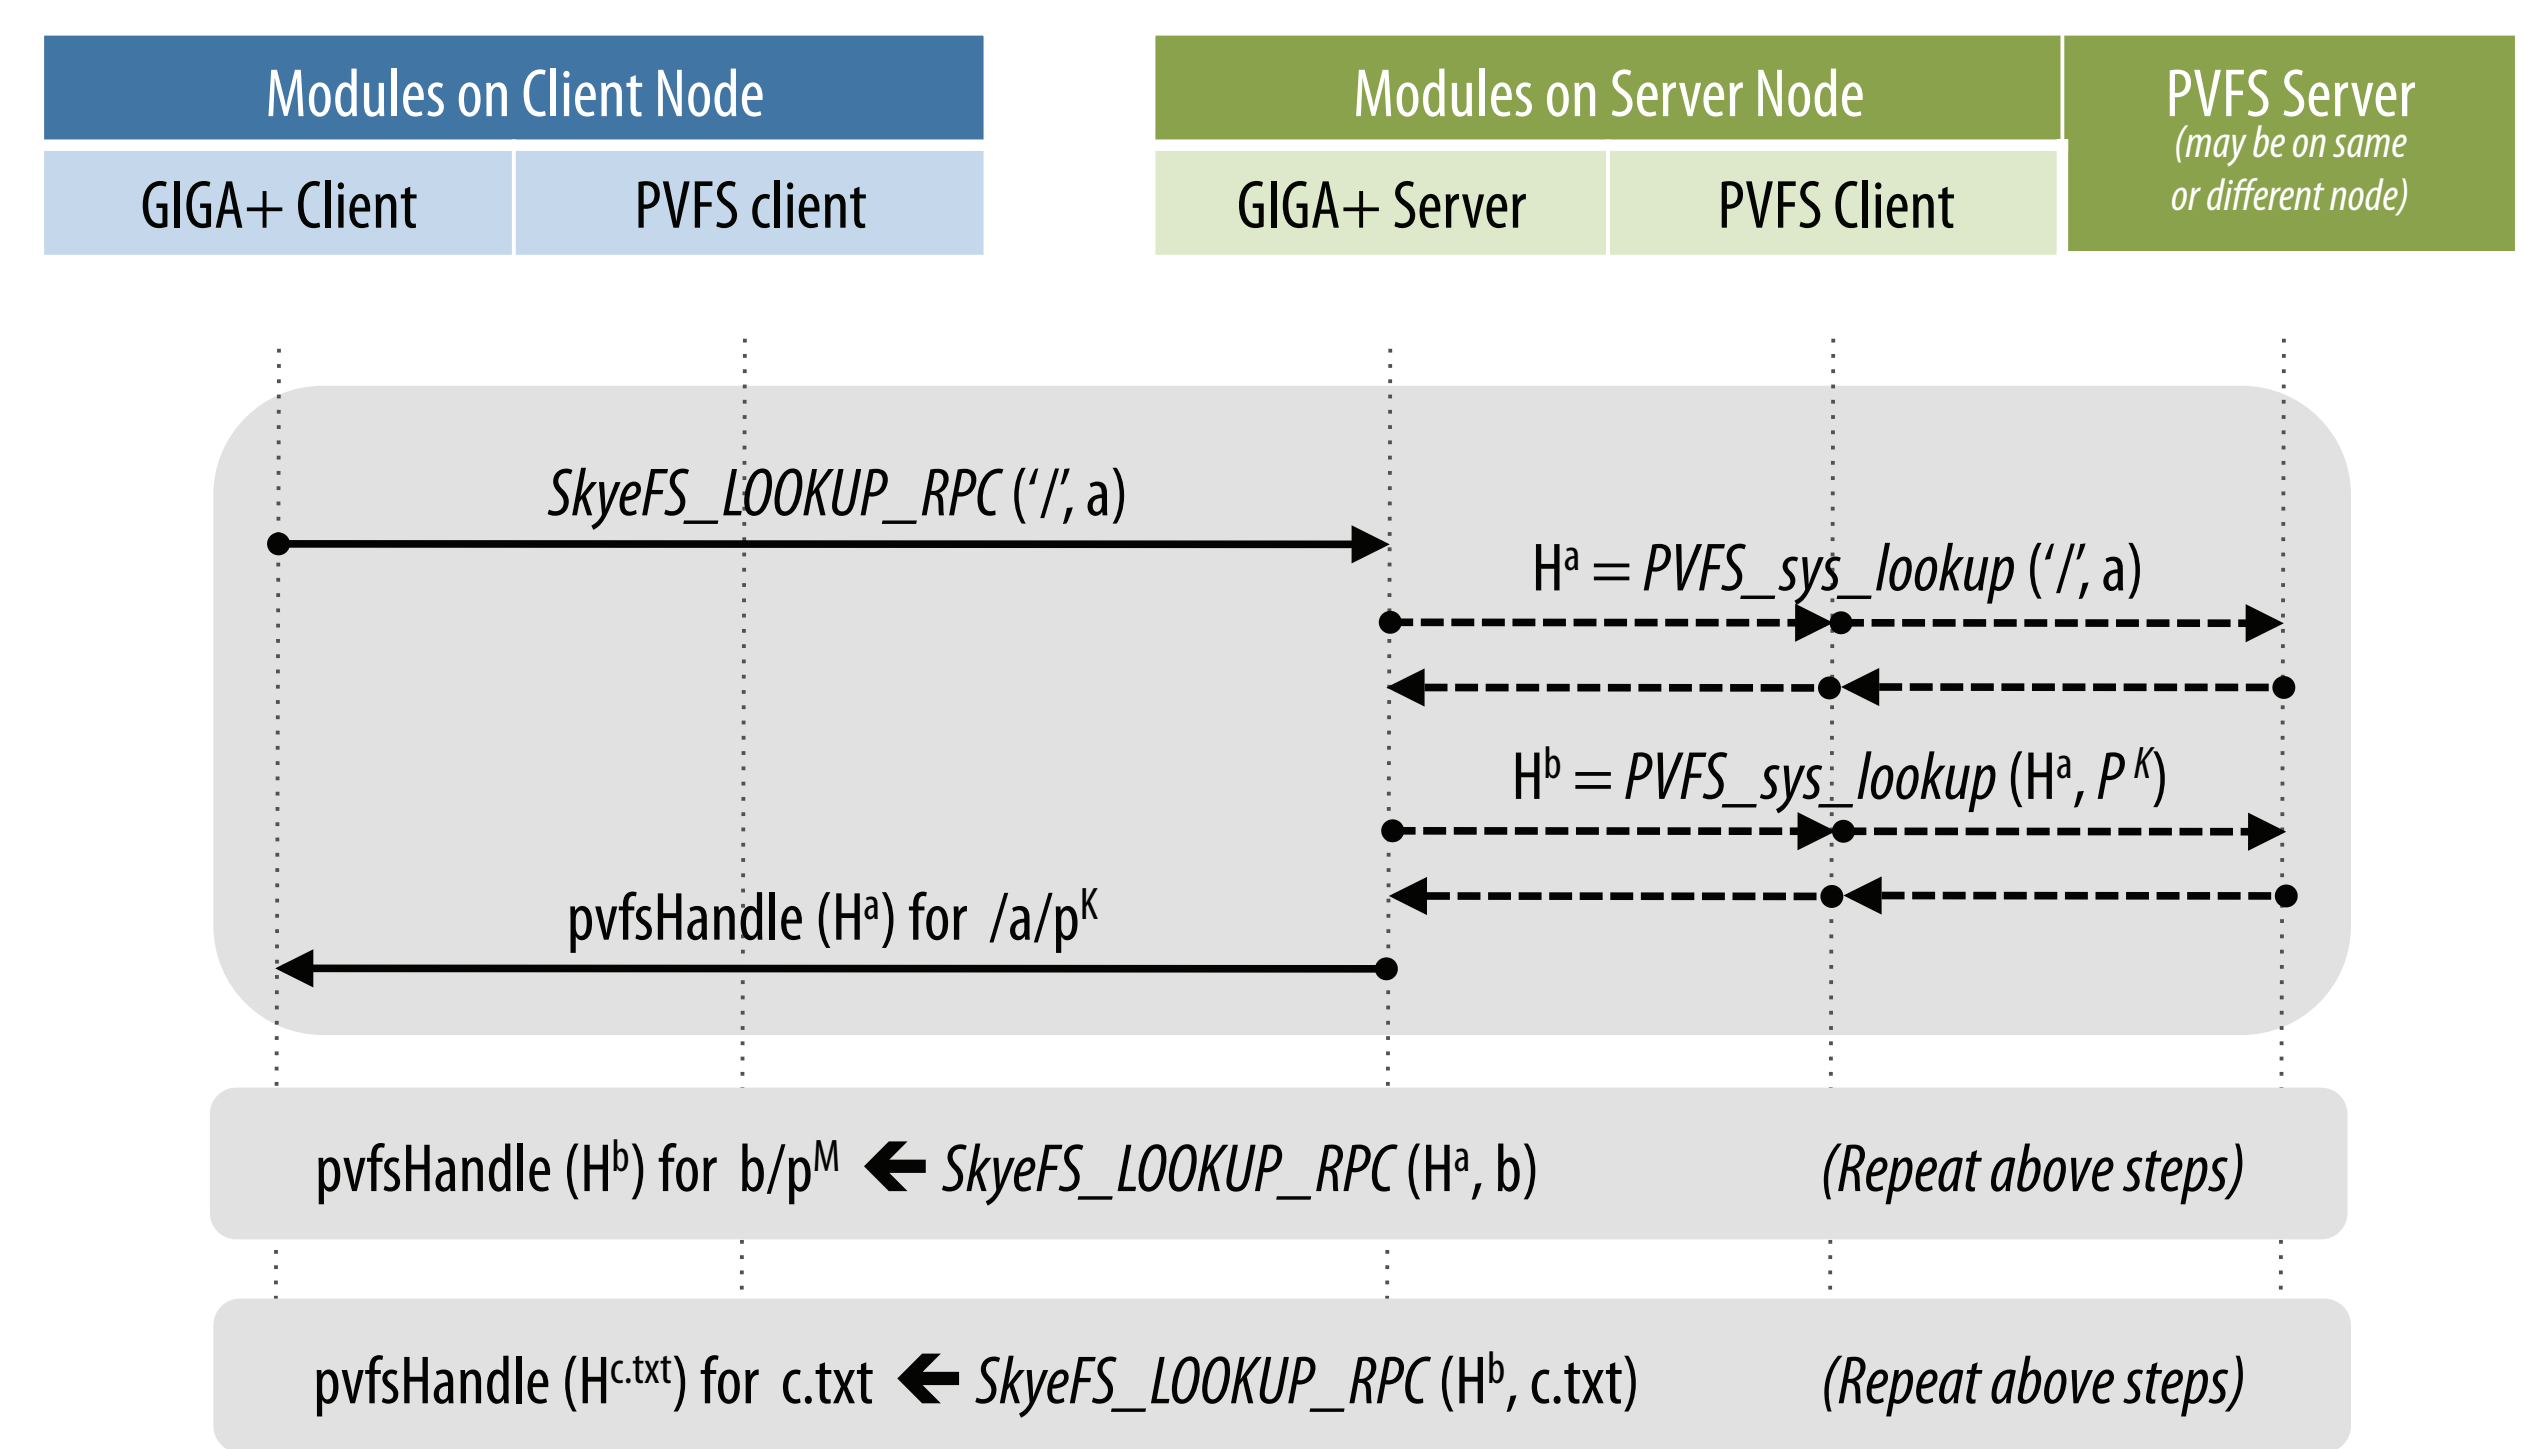 Modules on Client Node
Modules on Server Node
PVFS Server
(may be on same
or different node)
GIGA+ Client
PVFS client
GIGA+ Server
PVFS Client
SkyeFS_LOOKUP_RPC (‘/’, a)
Hᵃ = PVFS_sys_lookup (‘/’, a)
Hᵇ = PVFS_sys_lookup (Hᵃ, P ᴷ)
pvfsHandle (Hᵃ) for /a/pᴷ
pvfsHandle (Hᵇ) for b/pᴹ 🡸 SkyeFS_LOOKUP_RPC (Hᵃ, b) (Repeat above steps)
pvfsHandle (Hᶜ·ᵗˣᵗ) for c.txt 🡸 SkyeFS_LOOKUP_RPC (Hᵇ, c.txt) (Repeat above steps)